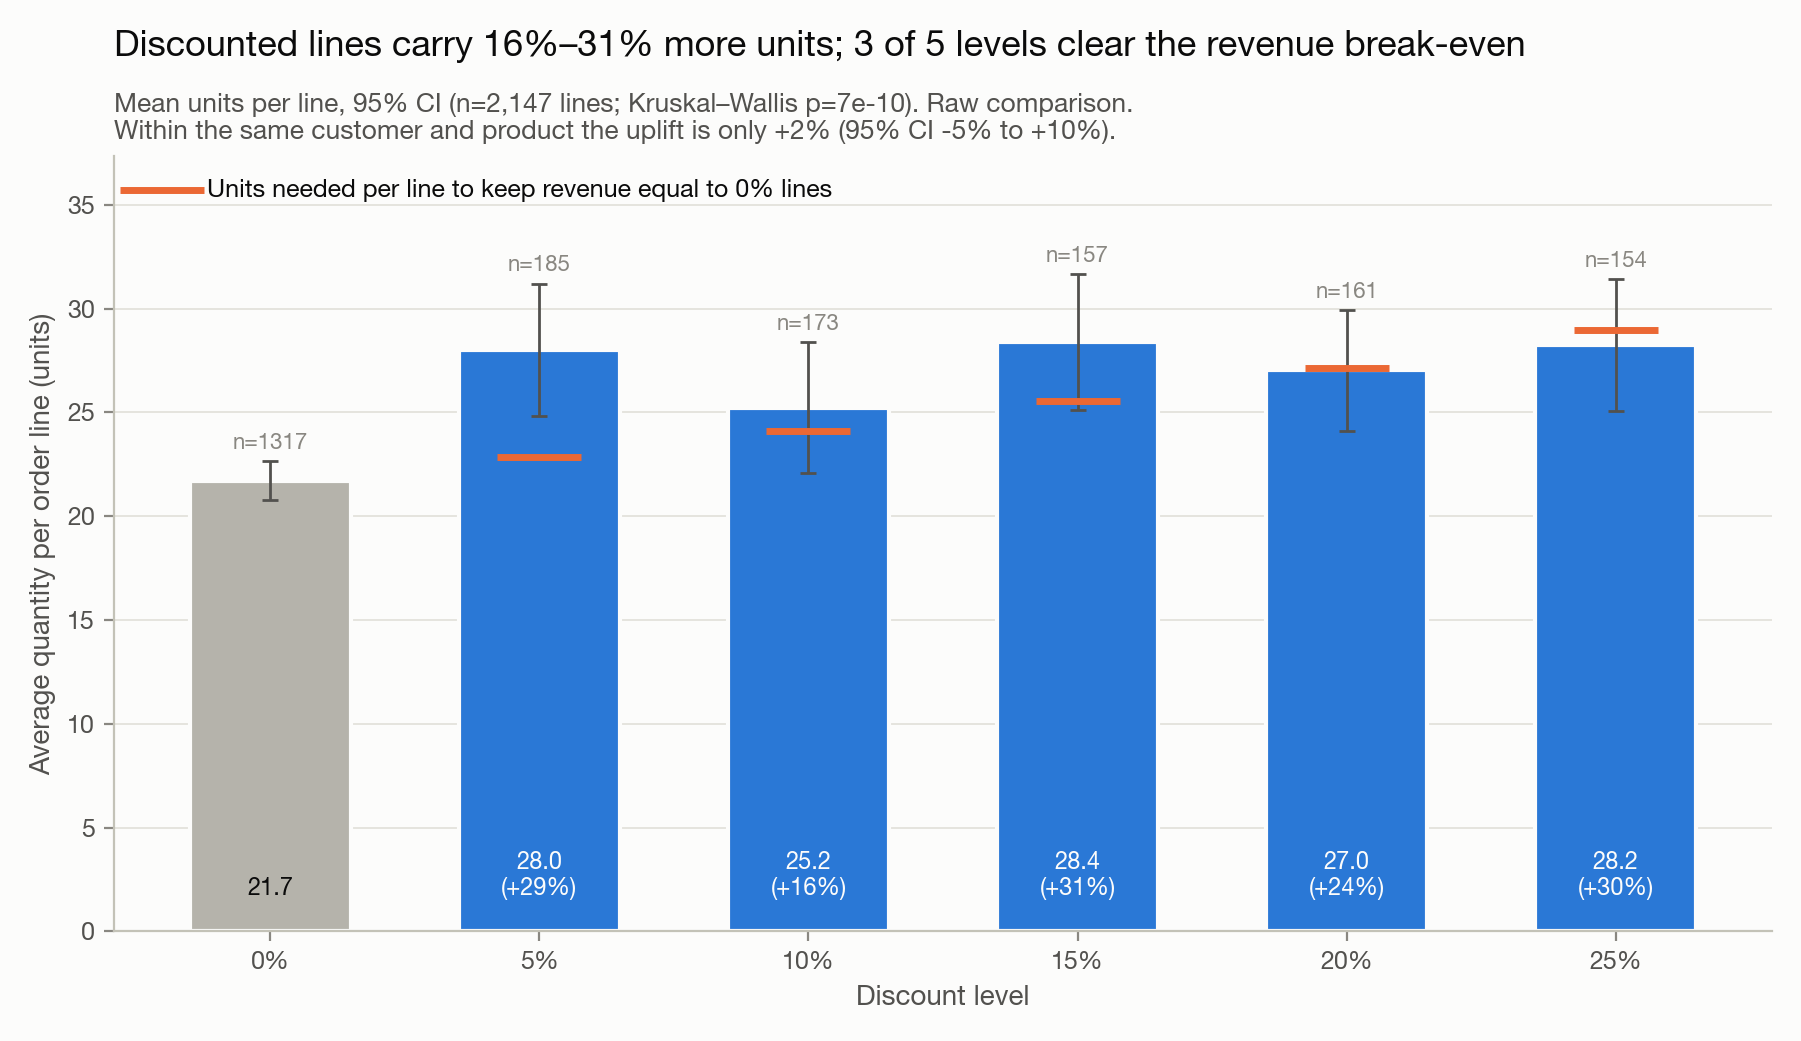 Discounted lines carry 16%–31% more units; 3 of 5 levels clear the revenue break-even
Mean units per line, 95% CI (n=2,147 lines; Kruskal–Wallis p=7e-10). Raw comparison.
Within the same customer and product the uplift is only +2% (95% CI -5% to +10%).
Units needed per line to keep revenue equal to 0% lines
Average quantity per order line (units)
35
30
25
20
15
10
5
0
n=1317
n=185
n=173
n=157
n=161
n=154
21.7
28.0
(+29%)
25.2
(+16%)
28.4
(+31%)
27.0
(+24%)
28.2
(+30%)
0%
5%
10%
15%
20%
25%
Discount level